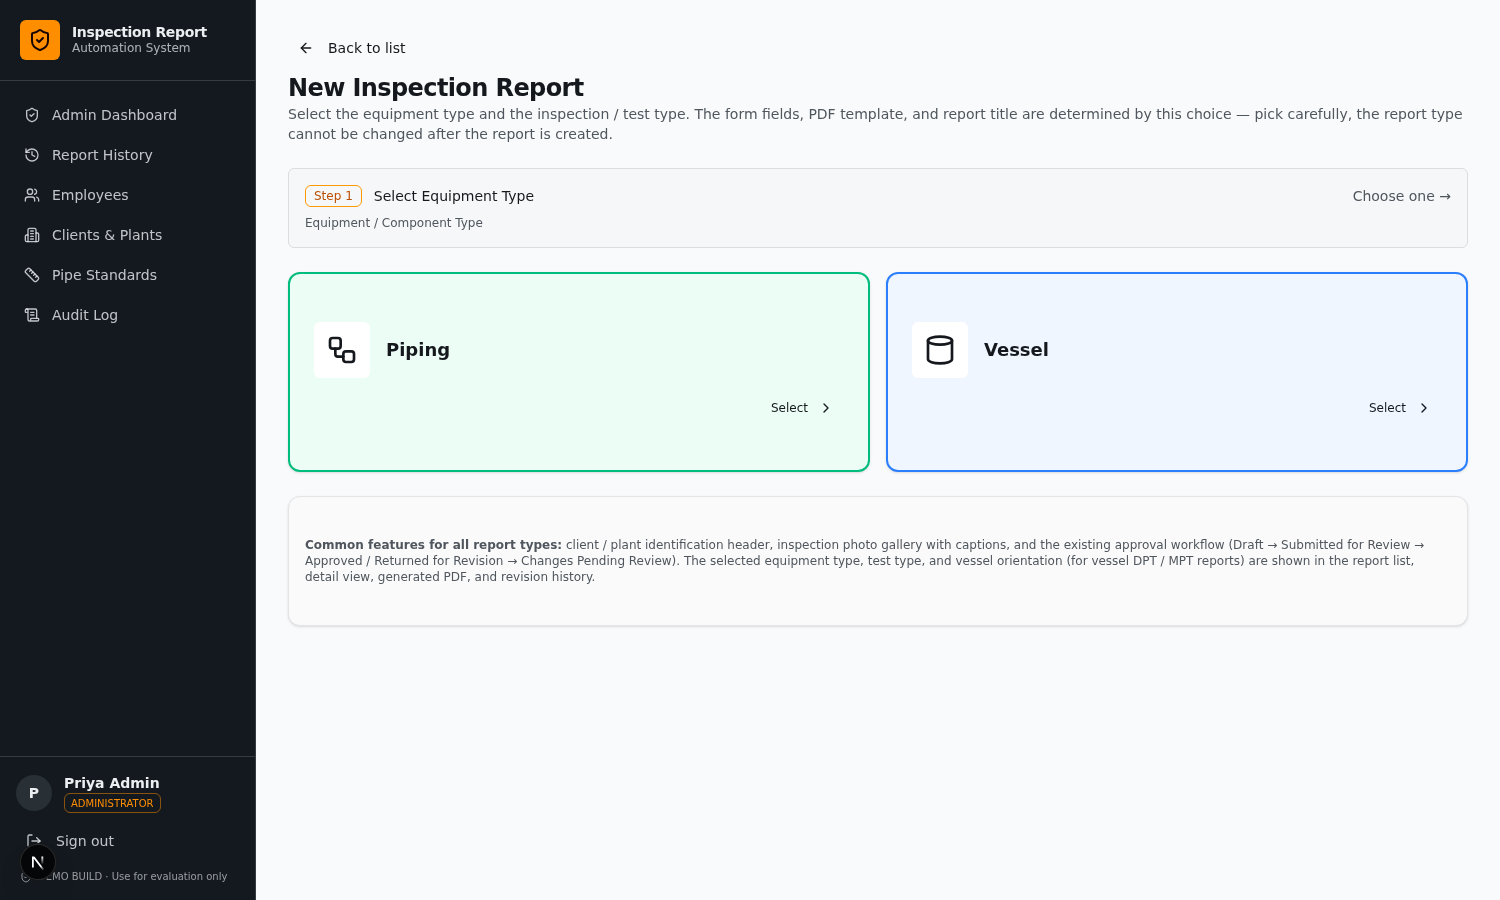 Inspection Report
Automation System
Admin Dashboard
Report History
Employees
Clients & Plants
Pipe Standards
Audit Log
P
Priya Admin
ADMINISTRATOR
Sign out
N
MO BUILD · Use for evaluation only
← Back to list
New Inspection Report
Select the equipment type and the inspection / test type. The form fields, PDF template, and report title are determined by this choice — pick carefully, the report type
cannot be changed after the report is created.
Step 1 Select Equipment Type Choose one →
Equipment / Component Type
Piping
Select
Vessel
Select
Common features for all report types: client / plant identification header, inspection photo gallery with captions, and the existing approval workflow (Draft → Submitted for Review →
Approved / Returned for Revision → Changes Pending Review). The selected equipment type, test type, and vessel orientation (for vessel DPT / MPT reports) are shown in the report list,
detail view, generated PDF, and revision history.